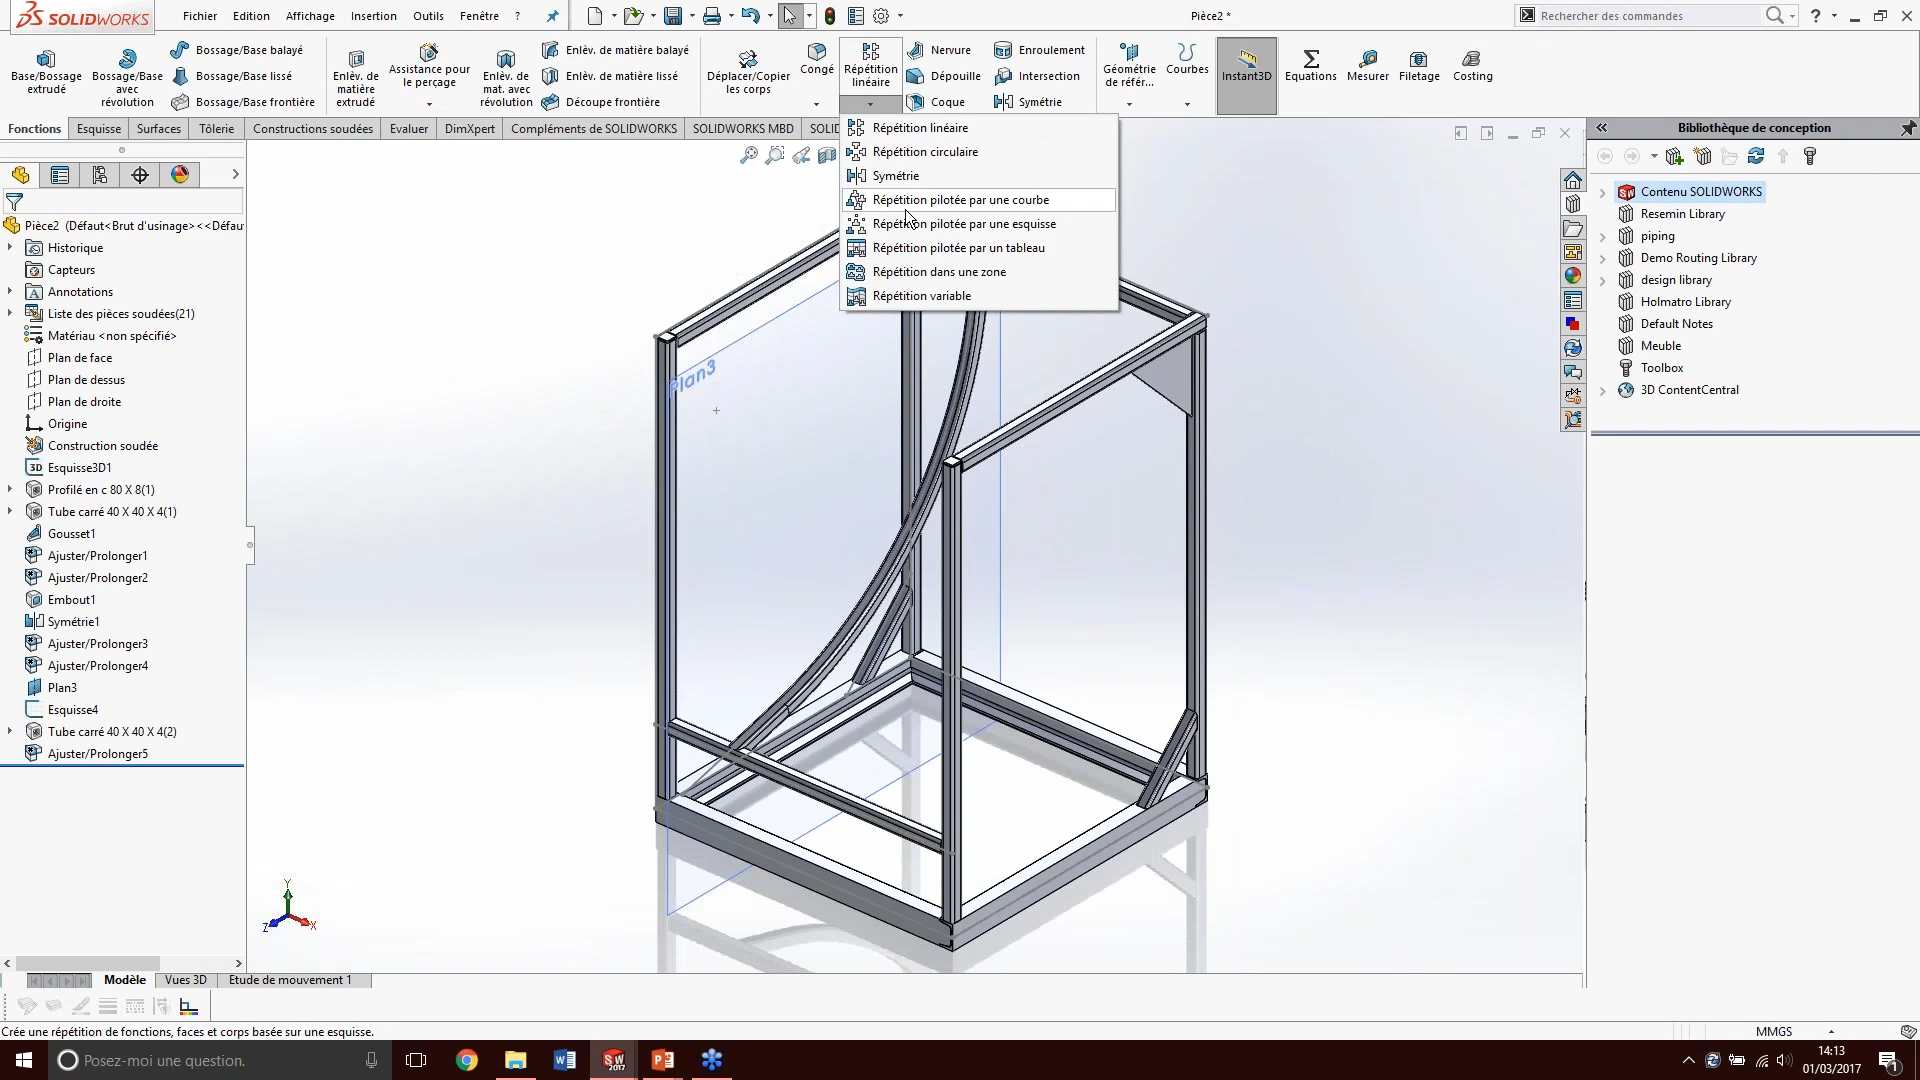 SOLIDWORKS
Fichier Edition Affichage Insertion Outils Fenêtre ?
Pièce2 *
Rechercher des commandes
Base/Bossage extrudé
Bossage/Base avec révolution
Bossage/Base balayé
Bossage/Base lissé
Bossage/Base frontière
Enlèv. de matière extrudé
Assistance pour le perçage
Enlèv. de mat. avec révolution
Enlèv. de matière balayé
Enlèv. de matière lissé
Découpe frontière
Déplacer/Copier les corps
Congé
Répétition linéaire
Nervure
Dépouille
Coque
Enroulement
Intersection
Symétrie
Géométrie de référ...
Courbes
Instant3D
Equations
Mesurer
Filetage
Costing
Fonctions Esquisse Surfaces Tôlerie Constructions soudées Evaluer DimXpert Compléments de SOLIDWORKS SOLIDWORKS MBD SOLID
Répétition linéaire
Répétition circulaire
Symétrie
Répétition pilotée par une courbe
Répétition pilotée par une esquisse
Répétition pilotée par un tableau
Répétition dans une zone
Répétition variable
Pièce2 (Défaut<Brut d'usinage><<Défau
Historique
Capteurs
Annotations
Liste des pièces soudées(21)
Matériau <non spécifié>
Plan de face
Plan de dessus
Plan de droite
Origine
Construction soudée
3D Esquisse3D1
Profilé en c 80 X 8(1)
Tube carré 40 X 40 X 4(1)
Gousset1
Ajuster/Prolonger1
Ajuster/Prolonger2
Embout1
Symétrie1
Ajuster/Prolonger3
Ajuster/Prolonger4
Plan3
Esquisse4
Tube carré 40 X 40 X 4(2)
Ajuster/Prolonger5
Plan3
Y
Z
X
Bibliothèque de conception
Contenu SOLIDWORKS
Resemin Library
piping
Demo Routing Library
design library
Holmatro Library
Default Notes
Meuble
Toolbox
3D ContentCentral
Modèle Vues 3D Etude de mouvement 1
Crée une répétition de fonctions, faces et corps basée sur une esquisse.
MMGS
Posez-moi une question.
SW 2017
14:13
01/03/2017
1